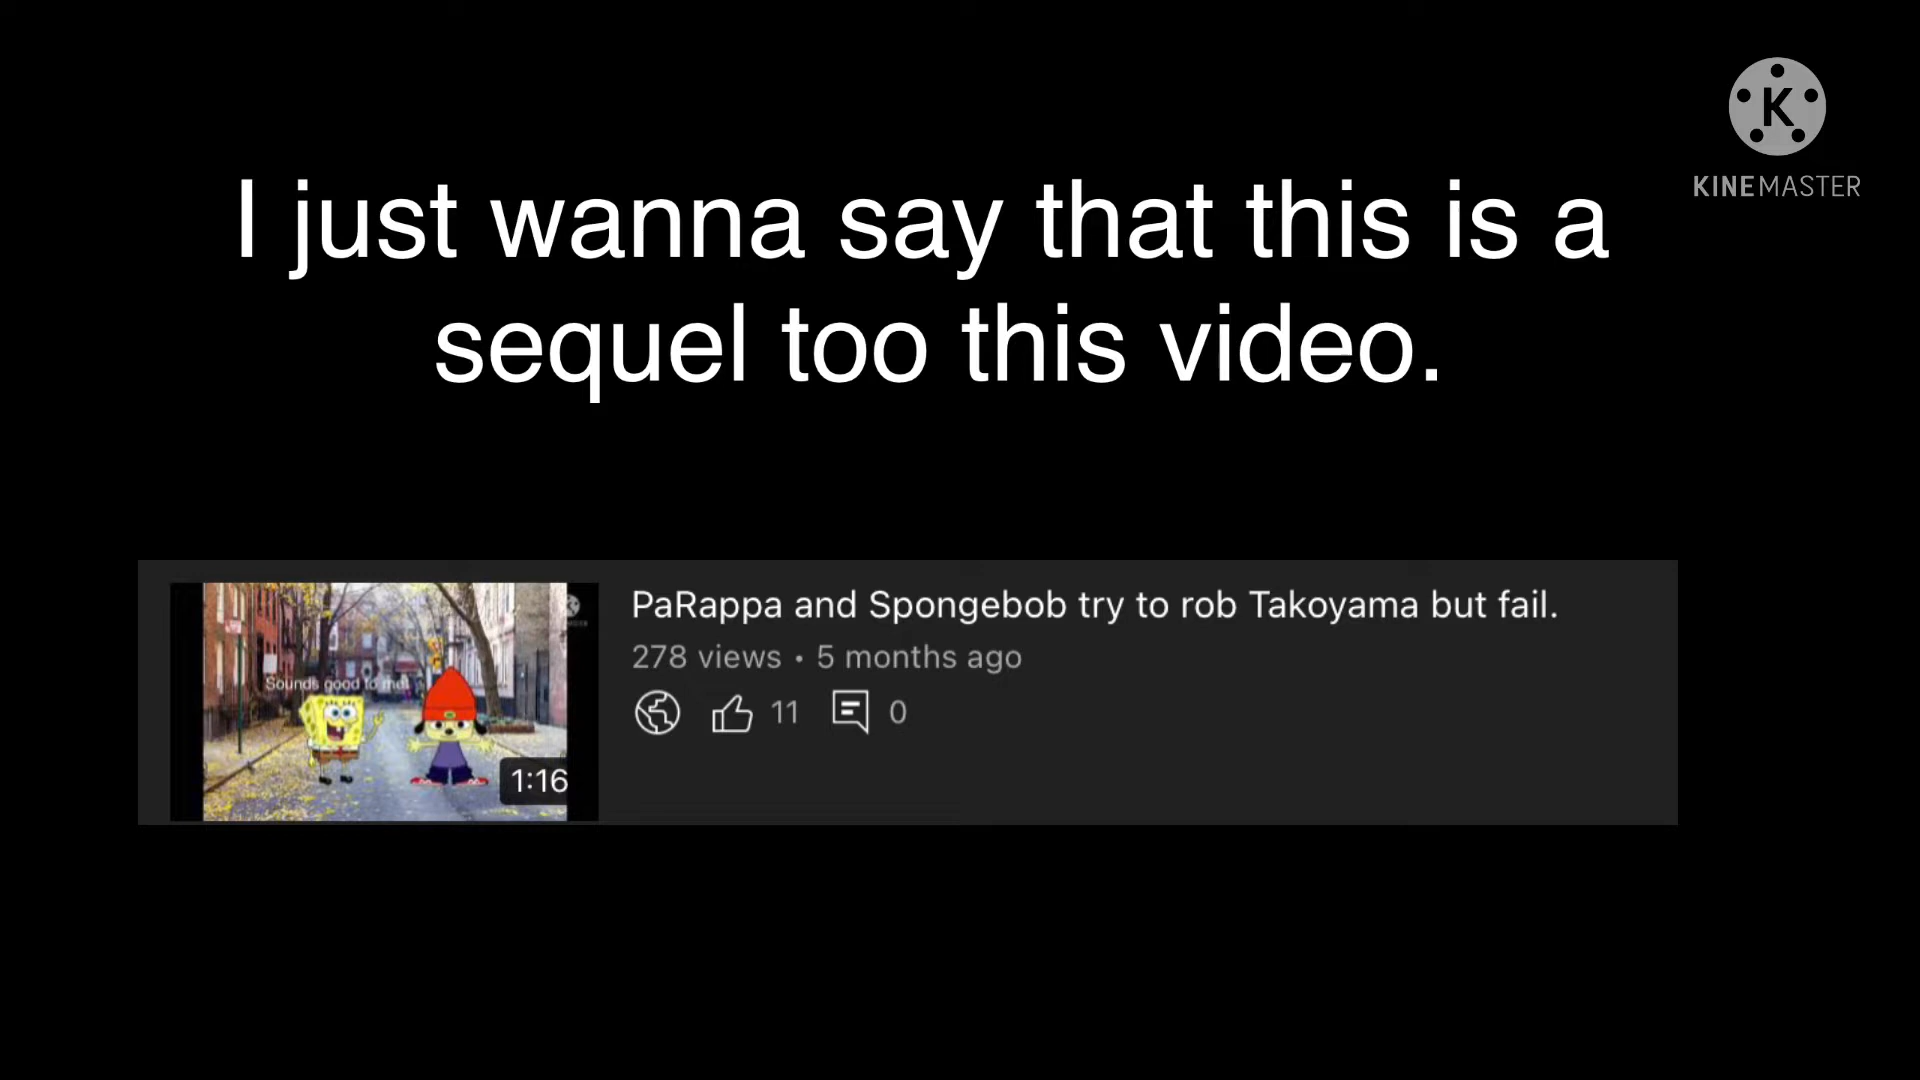 K
KINEMASTER
I just wanna say that this is a
sequel too this video.
PaRappa and Spongebob try to rob Takoyama but fail.
278 views • 5 months ago
11 0
Sounds good to me!
1:16